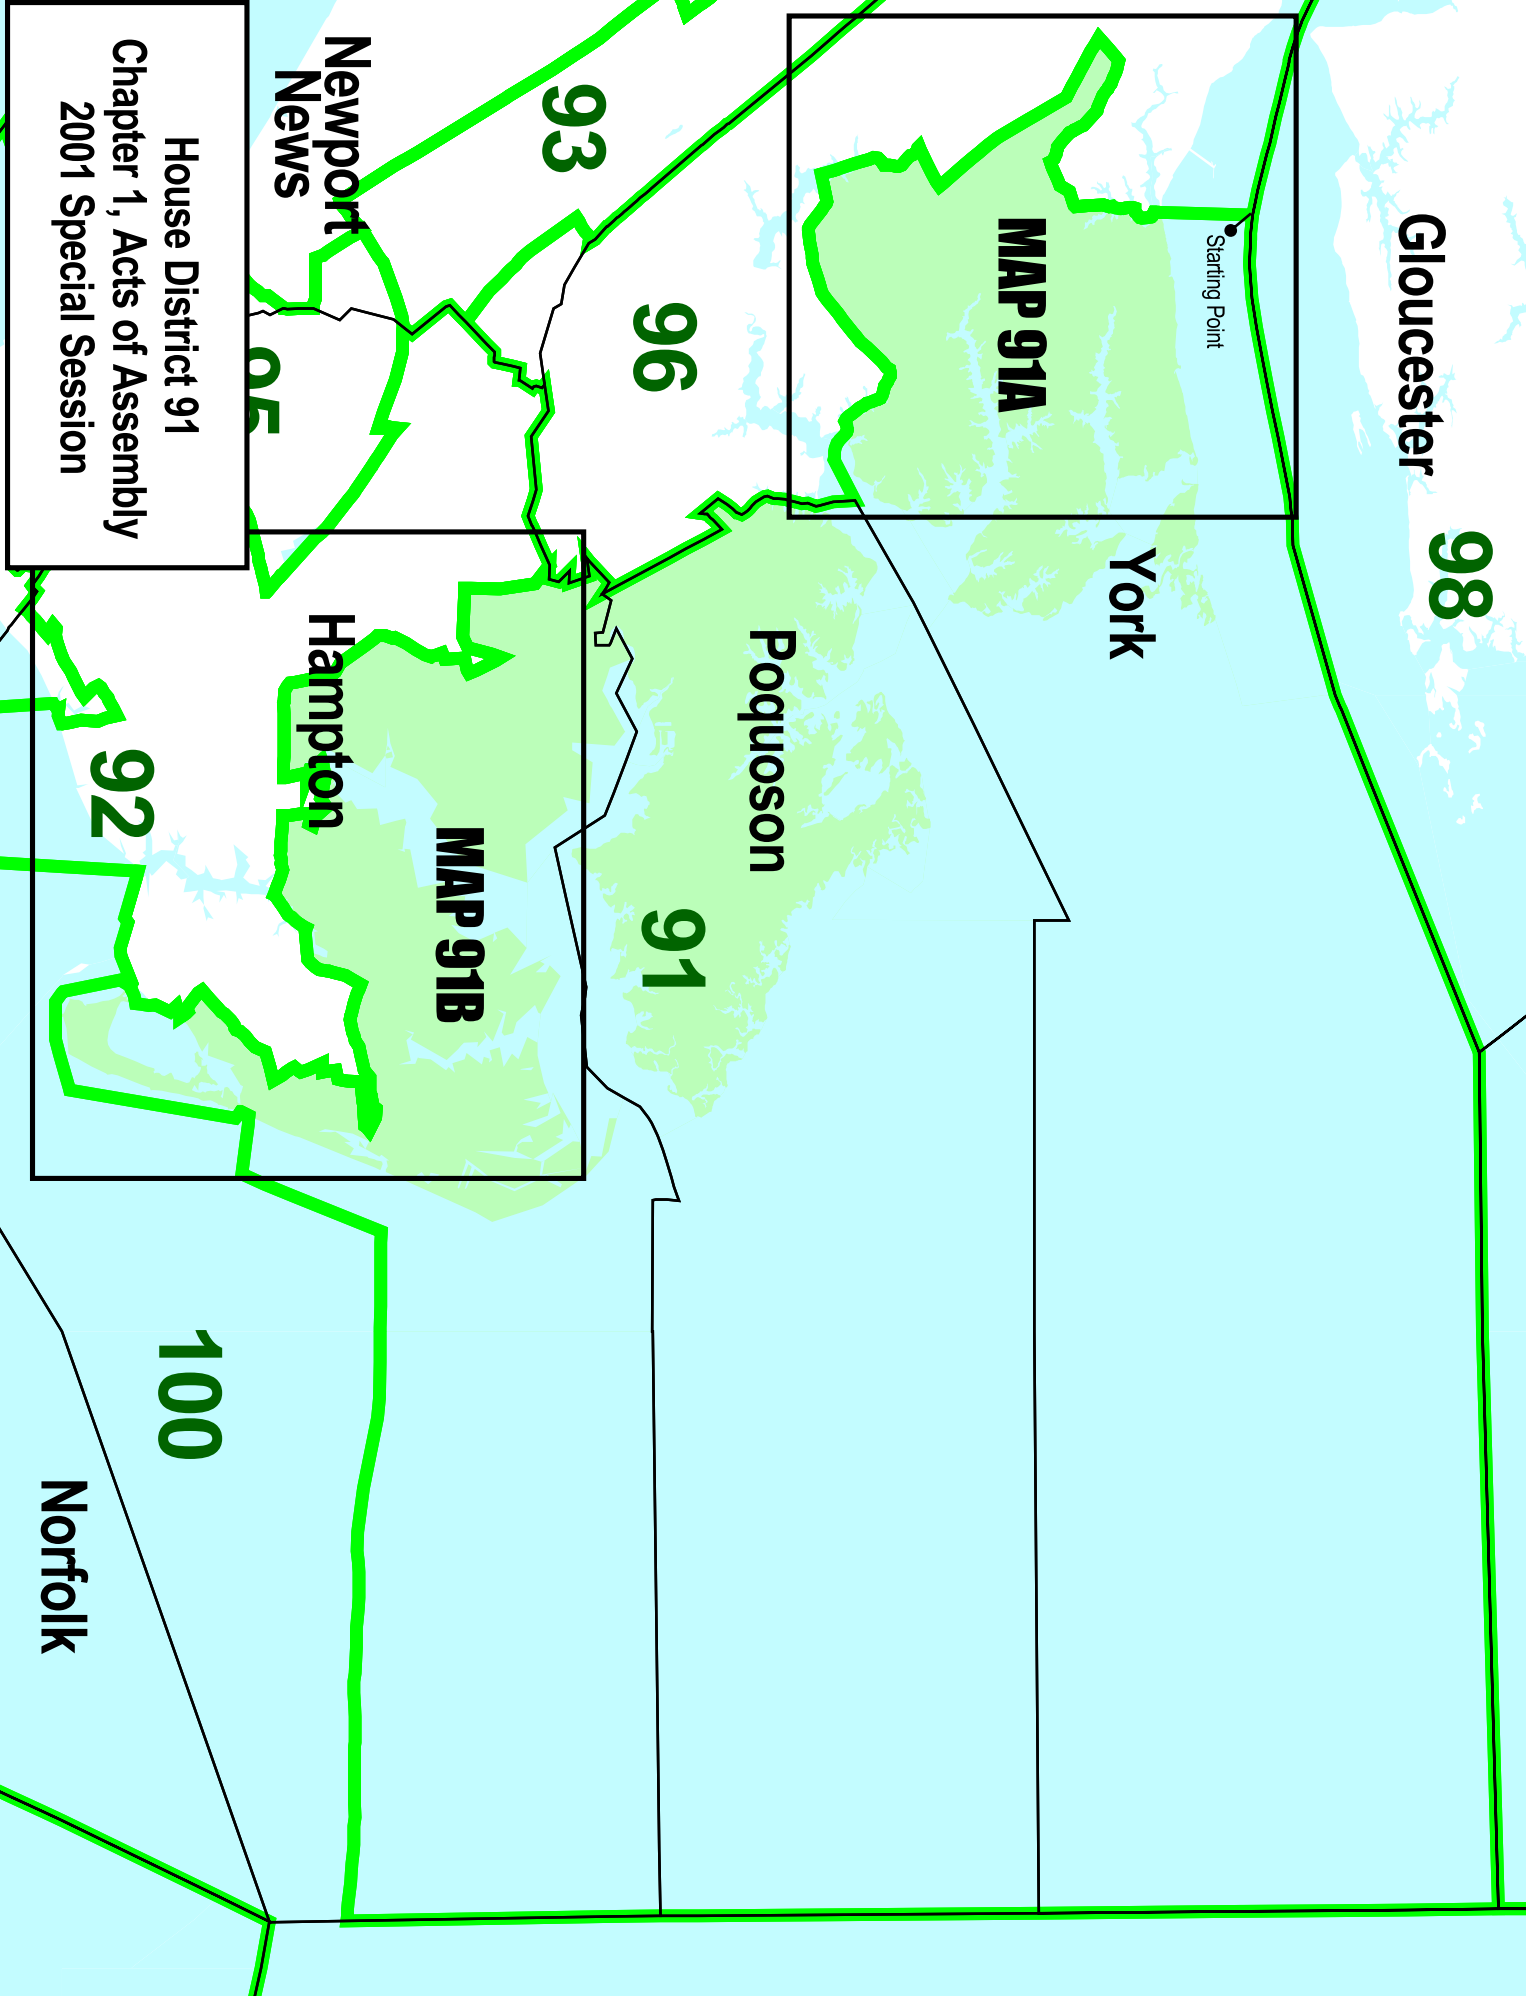 Gloucester
98
Starting Point
York
MAP 91A
Poquoson
96
91
93
MAP 91B
Newport
News
Hampton
95
House District 91
Chapter 1, Acts of Assembly
2001 Special Session
92
100
Norfolk